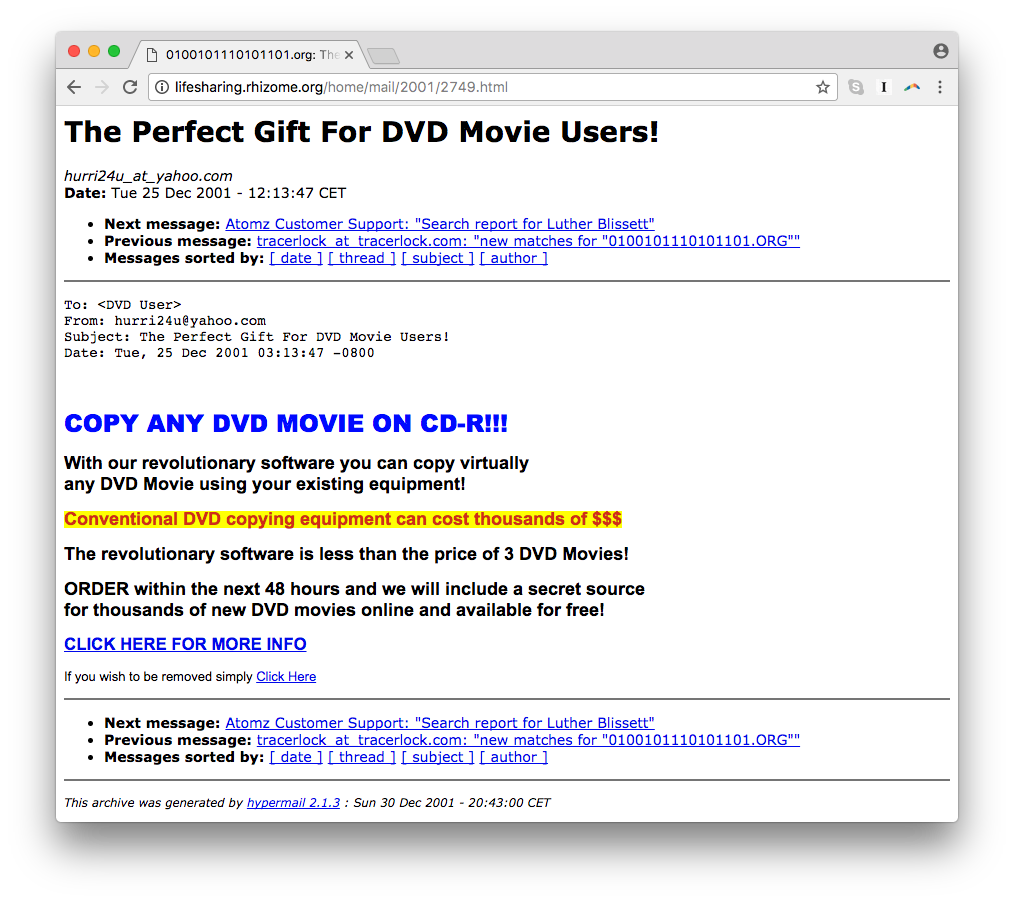 0100101110101101.org: The
lifesharing.rhizome.org/home/mail/2001/2749.html
The Perfect Gift For DVD Movie Users!
hurri24u_at_yahoo.com
Date: Tue 25 Dec 2001 - 12:13:47 CET
• Next message: Atomz Customer Support: "Search report for Luther Blissett"
• Previous message: tracerlock_at_tracerlock.com: "new matches for "0100101110101101.ORG""
• Messages sorted by: [ date ] [ thread ] [ subject ] [ author ]
To: <DVD User>
From: hurri24u@yahoo.com
Subject: The Perfect Gift For DVD Movie Users!
Date: Tue, 25 Dec 2001 03:13:47 -0800
COPY ANY DVD MOVIE ON CD-R!!!
With our revolutionary software you can copy virtually
any DVD Movie using your existing equipment!
Conventional DVD copying equipment can cost thousands of $$$
The revolutionary software is less than the price of 3 DVD Movies!
ORDER within the next 48 hours and we will include a secret source
for thousands of new DVD movies online and available for free!
CLICK HERE FOR MORE INFO
If you wish to be removed simply Click Here
• Next message: Atomz Customer Support: "Search report for Luther Blissett"
• Previous message: tracerlock_at_tracerlock.com: "new matches for "0100101110101101.ORG""
• Messages sorted by: [ date ] [ thread ] [ subject ] [ author ]
This archive was generated by hypermail 2.1.3 : Sun 30 Dec 2001 - 20:43:00 CET